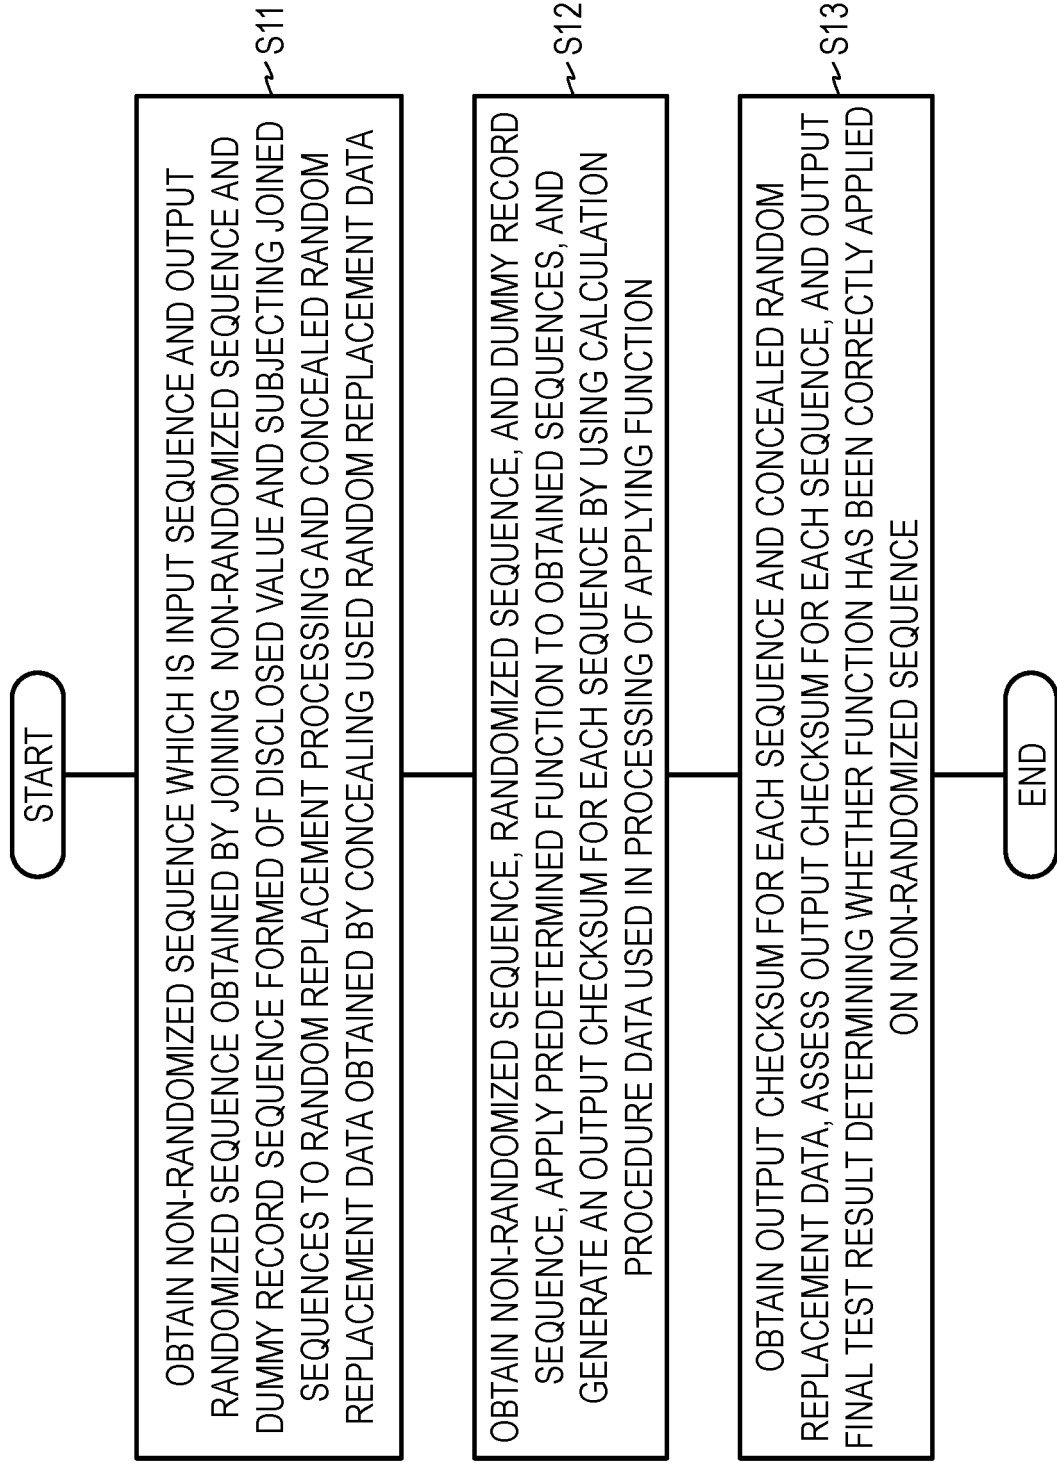 START
OBTAIN NON-RANDOMIZED SEQUENCE WHICH IS INPUT SEQUENCE AND OUTPUT
RANDOMIZED SEQUENCE OBTAINED BY JOINING NON-RANDOMIZED SEQUENCE AND
DUMMY RECORD SEQUENCE FORMED OF DISCLOSED VALUE AND SUBJECTING JOINED
SEQUENCES TO RANDOM REPLACEMENT PROCESSING AND CONCEALED RANDOM
REPLACEMENT DATA OBTAINED BY CONCEALING USED RANDOM REPLACEMENT DATA
S11
OBTAIN NON-RANDOMIZED SEQUENCE, RANDOMIZED SEQUENCE, AND DUMMY RECORD
SEQUENCE, APPLY PREDETERMINED FUNCTION TO OBTAINED SEQUENCES, AND
GENERATE AN OUTPUT CHECKSUM FOR EACH SEQUENCE BY USING CALCULATION
PROCEDURE DATA USED IN PROCESSING OF APPLYING FUNCTION
S12
OBTAIN OUTPUT CHECKSUM FOR EACH SEQUENCE AND CONCEALED RANDOM
REPLACEMENT DATA, ASSESS OUTPUT CHECKSUM FOR EACH SEQUENCE, AND OUTPUT
FINAL TEST RESULT DETERMINING WHETHER FUNCTION HAS BEEN CORRECTLY APPLIED
ON NON-RANDOMIZED SEQUENCE
S13
END